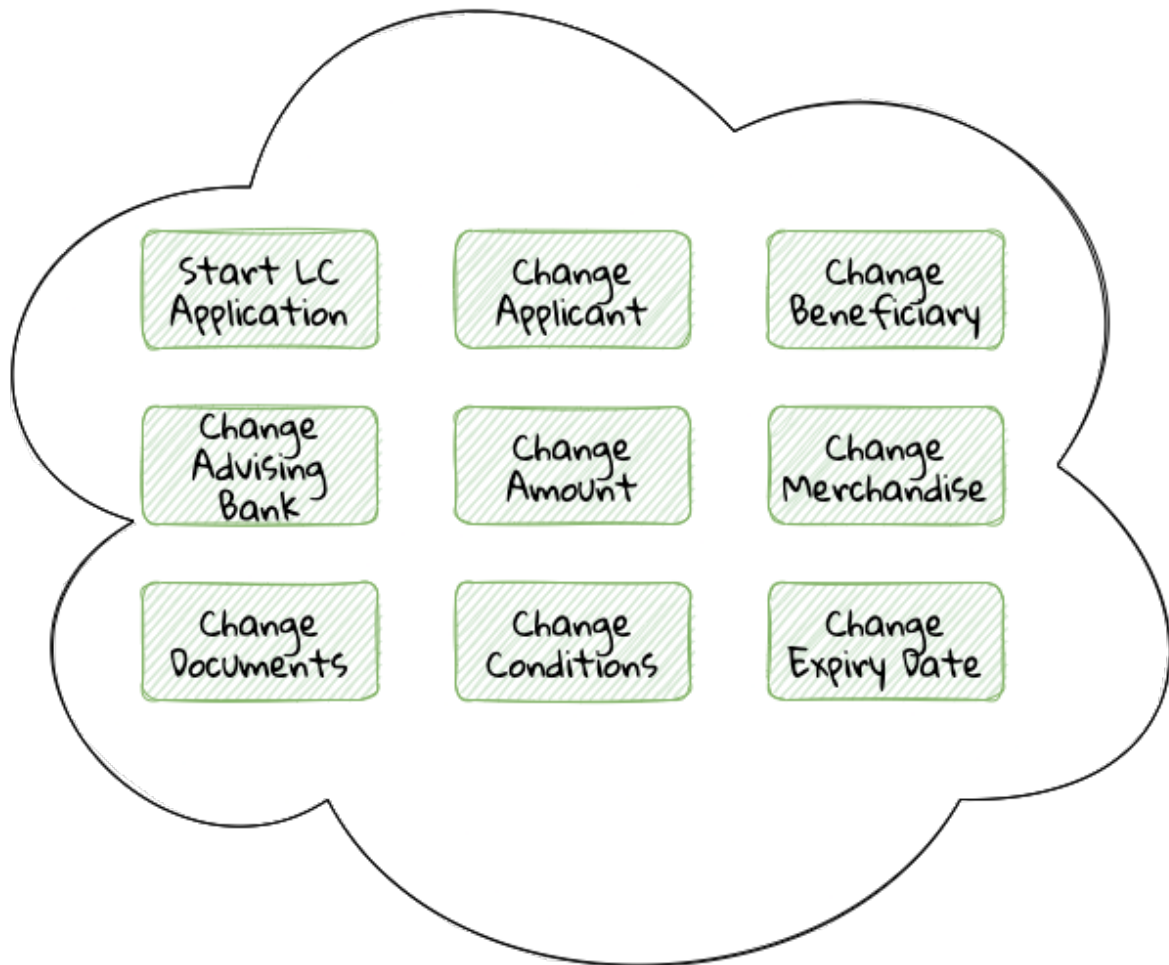 Start LC
Application
Change
Applicant
Change
Beneficiary
Change
Advising
Bank
Change
Amount
Change
Merchandise
Change
Documents
Change
Conditions
Change
Expiry Date